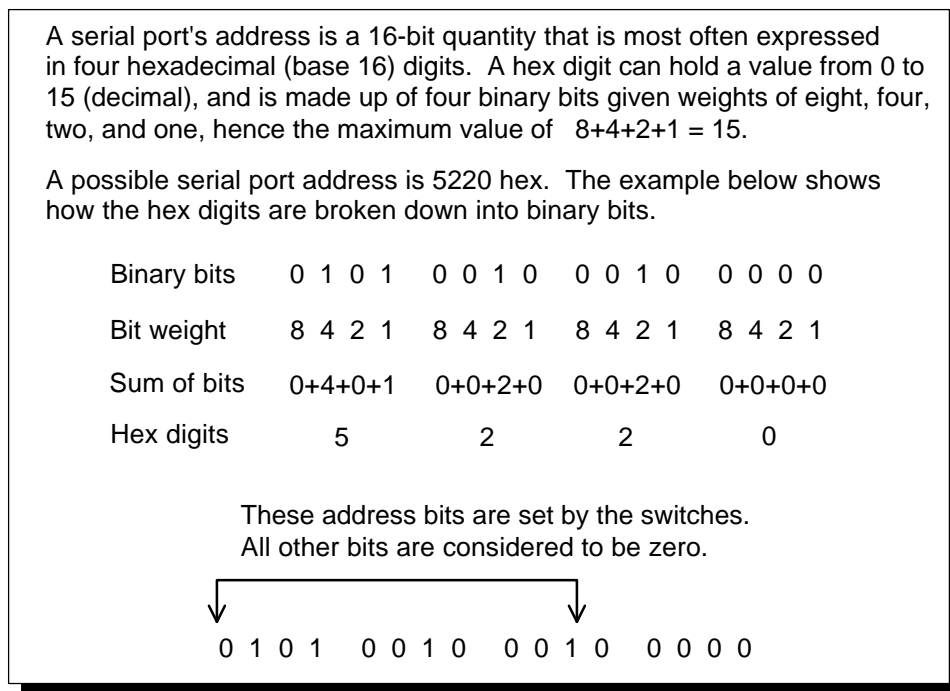 A serial port's address is a 16-bit quantity that is most often expressed
in four hexadecimal (base 16) digits.  A hex digit can hold a value from 0 to
15 (decimal), and is made up of four binary bits given weights of eight, four,
two, and one, hence the maximum value of   8+4+2+1 = 15.
A possible serial port address is 5220 hex.  The example below shows
how the hex digits are broken down into binary bits.
Binary bits 0 1 0 1 0 0 1 0 0 0 1 0 0 0 0 0
Bit weight 8 4 2 1 8 4 2 1 8 4 2 1 8 4 2 1
Sum of bits 0+4+0+1 0+0+2+0 0+0+2+0 0+0+0+0
Hex digits 5 2 2 0
These address bits are set by the switches.
All other bits are considered to be zero.
0 1 0 1 0 0 1 0 0 0 1 0 0 0 0 0